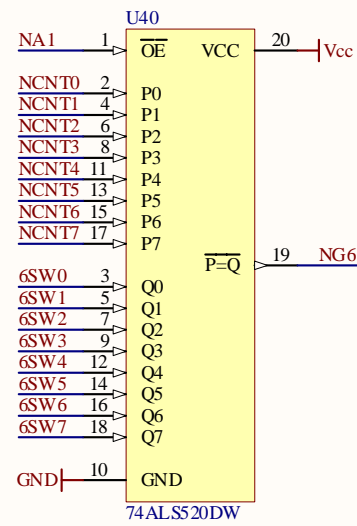 U40
NA1 1 OE VCC 20 Vcc
NCNT0 2 P0
NCNT1 4 P1
NCNT2 6 P2
NCNT3 8 P3
NCNT4 11 P4
NCNT5 13 P5
NCNT6 15 P6
NCNT7 17 P7
P=Q 19 NG6
6SW0 3 Q0
6SW1 5 Q1
6SW2 7 Q2
6SW3 9 Q3
6SW4 12 Q4
6SW5 14 Q5
6SW6 16 Q6
6SW7 18 Q7
GND 10 GND
74ALS520DW